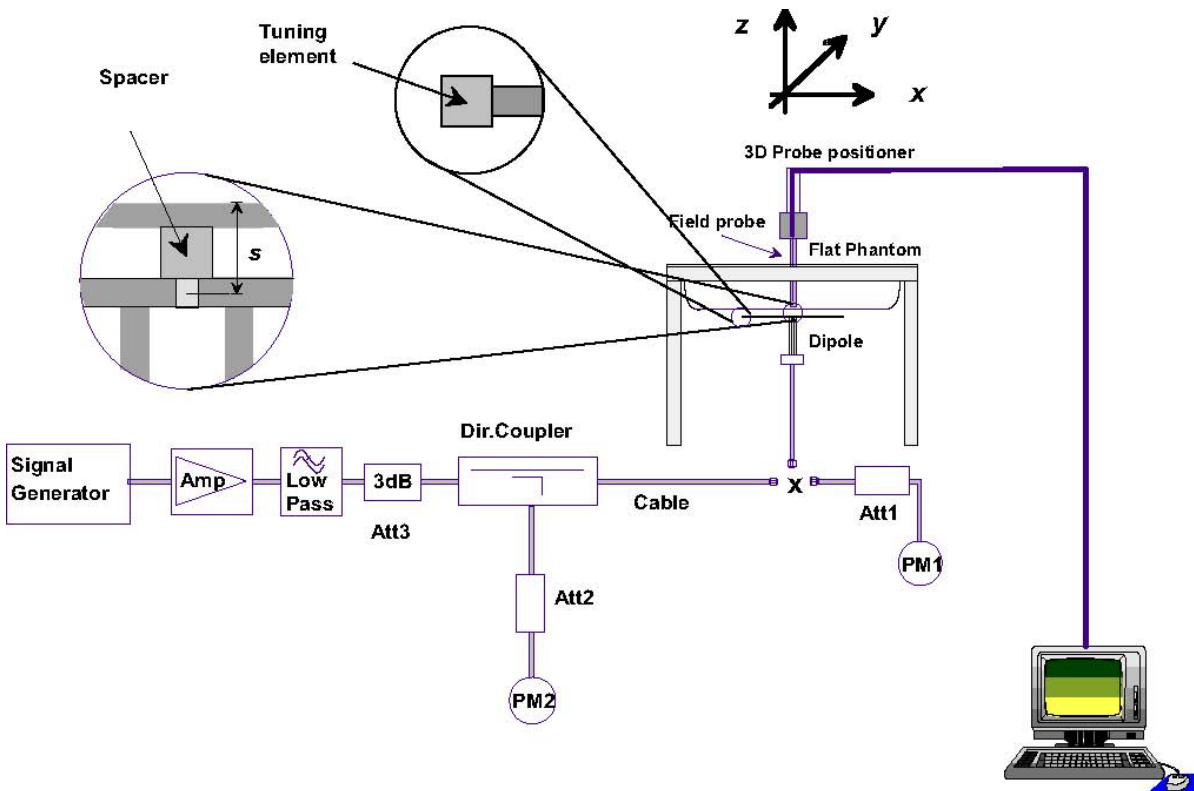 Tuning
element
Spacer
z
y
x
3D Probe positioner
Field probe
Flat Phantom
s
Dipole
Dir.Coupler
Signal
Generator
Amp
Low
Pass
3dB
Att3
Cable
x
Att1
PM1
Att2
PM2